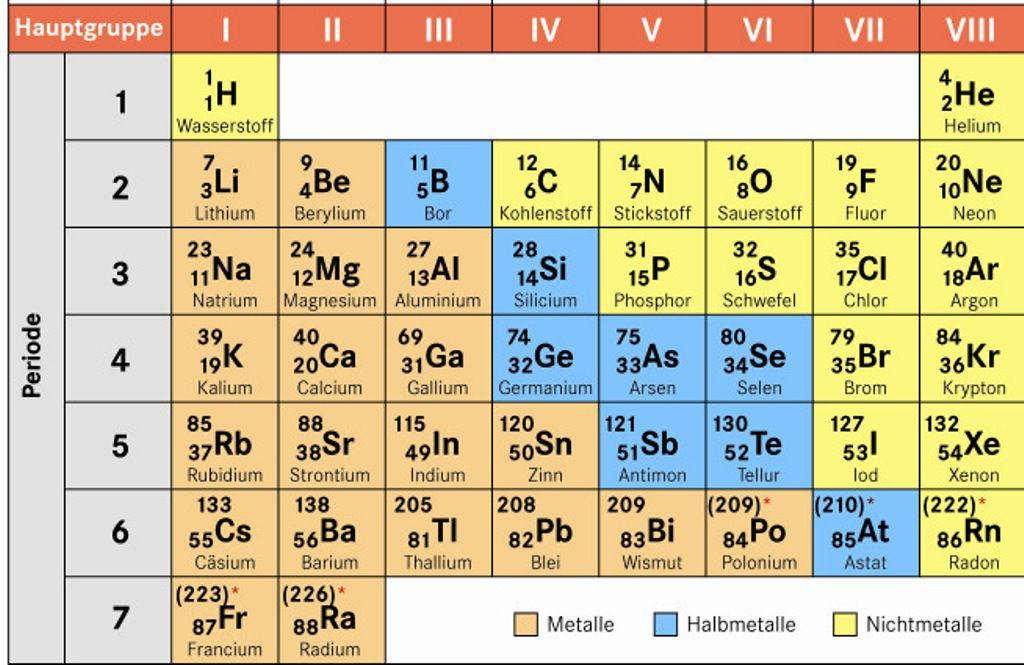 Hauptgruppe I II III IV V VI VII VIII
Periode
1
1 1 H Wasserstoff
4 2 He Helium
2
7 3 Li Lithium
9 4 Be Berylium
11 5 B Bor
12 6 C Kohlenstoff
14 7 N Stickstoff
16 8 O Sauerstoff
19 9 F Fluor
20 10 Ne Neon
3
23 11 Na Natrium
24 12 Mg Magnesium
27 13 Al Aluminium
28 14 Si Silicium
31 15 P Phosphor
32 16 S Schwefel
35 17 Cl Chlor
40 18 Ar Argon
4
39 19 K Kalium
40 20 Ca Calcium
69 31 Ga Gallium
74 32 Ge Germanium
75 33 As Arsen
80 34 Se Selen
79 35 Br Brom
84 36 Kr Krypton
5
85 37 Rb Rubidium
88 38 Sr Strontium
115 49 In Indium
120 50 Sn Zinn
121 51 Sb Antimon
130 52 Te Tellur
127 53 I Iod
132 54 Xe Xenon
6
133 55 Cs Cäsium
138 56 Ba Barium
205 81 Tl Thallium
208 82 Pb Blei
209 83 Bi Wismut
(209)* 84 Po Polonium
(210)* 85 At Astat
(222)* 86 Rn Radon
7
(223)* 87 Fr Francium
(226)* 88 Ra Radium
Metalle
Halbmetalle
Nichtmetalle